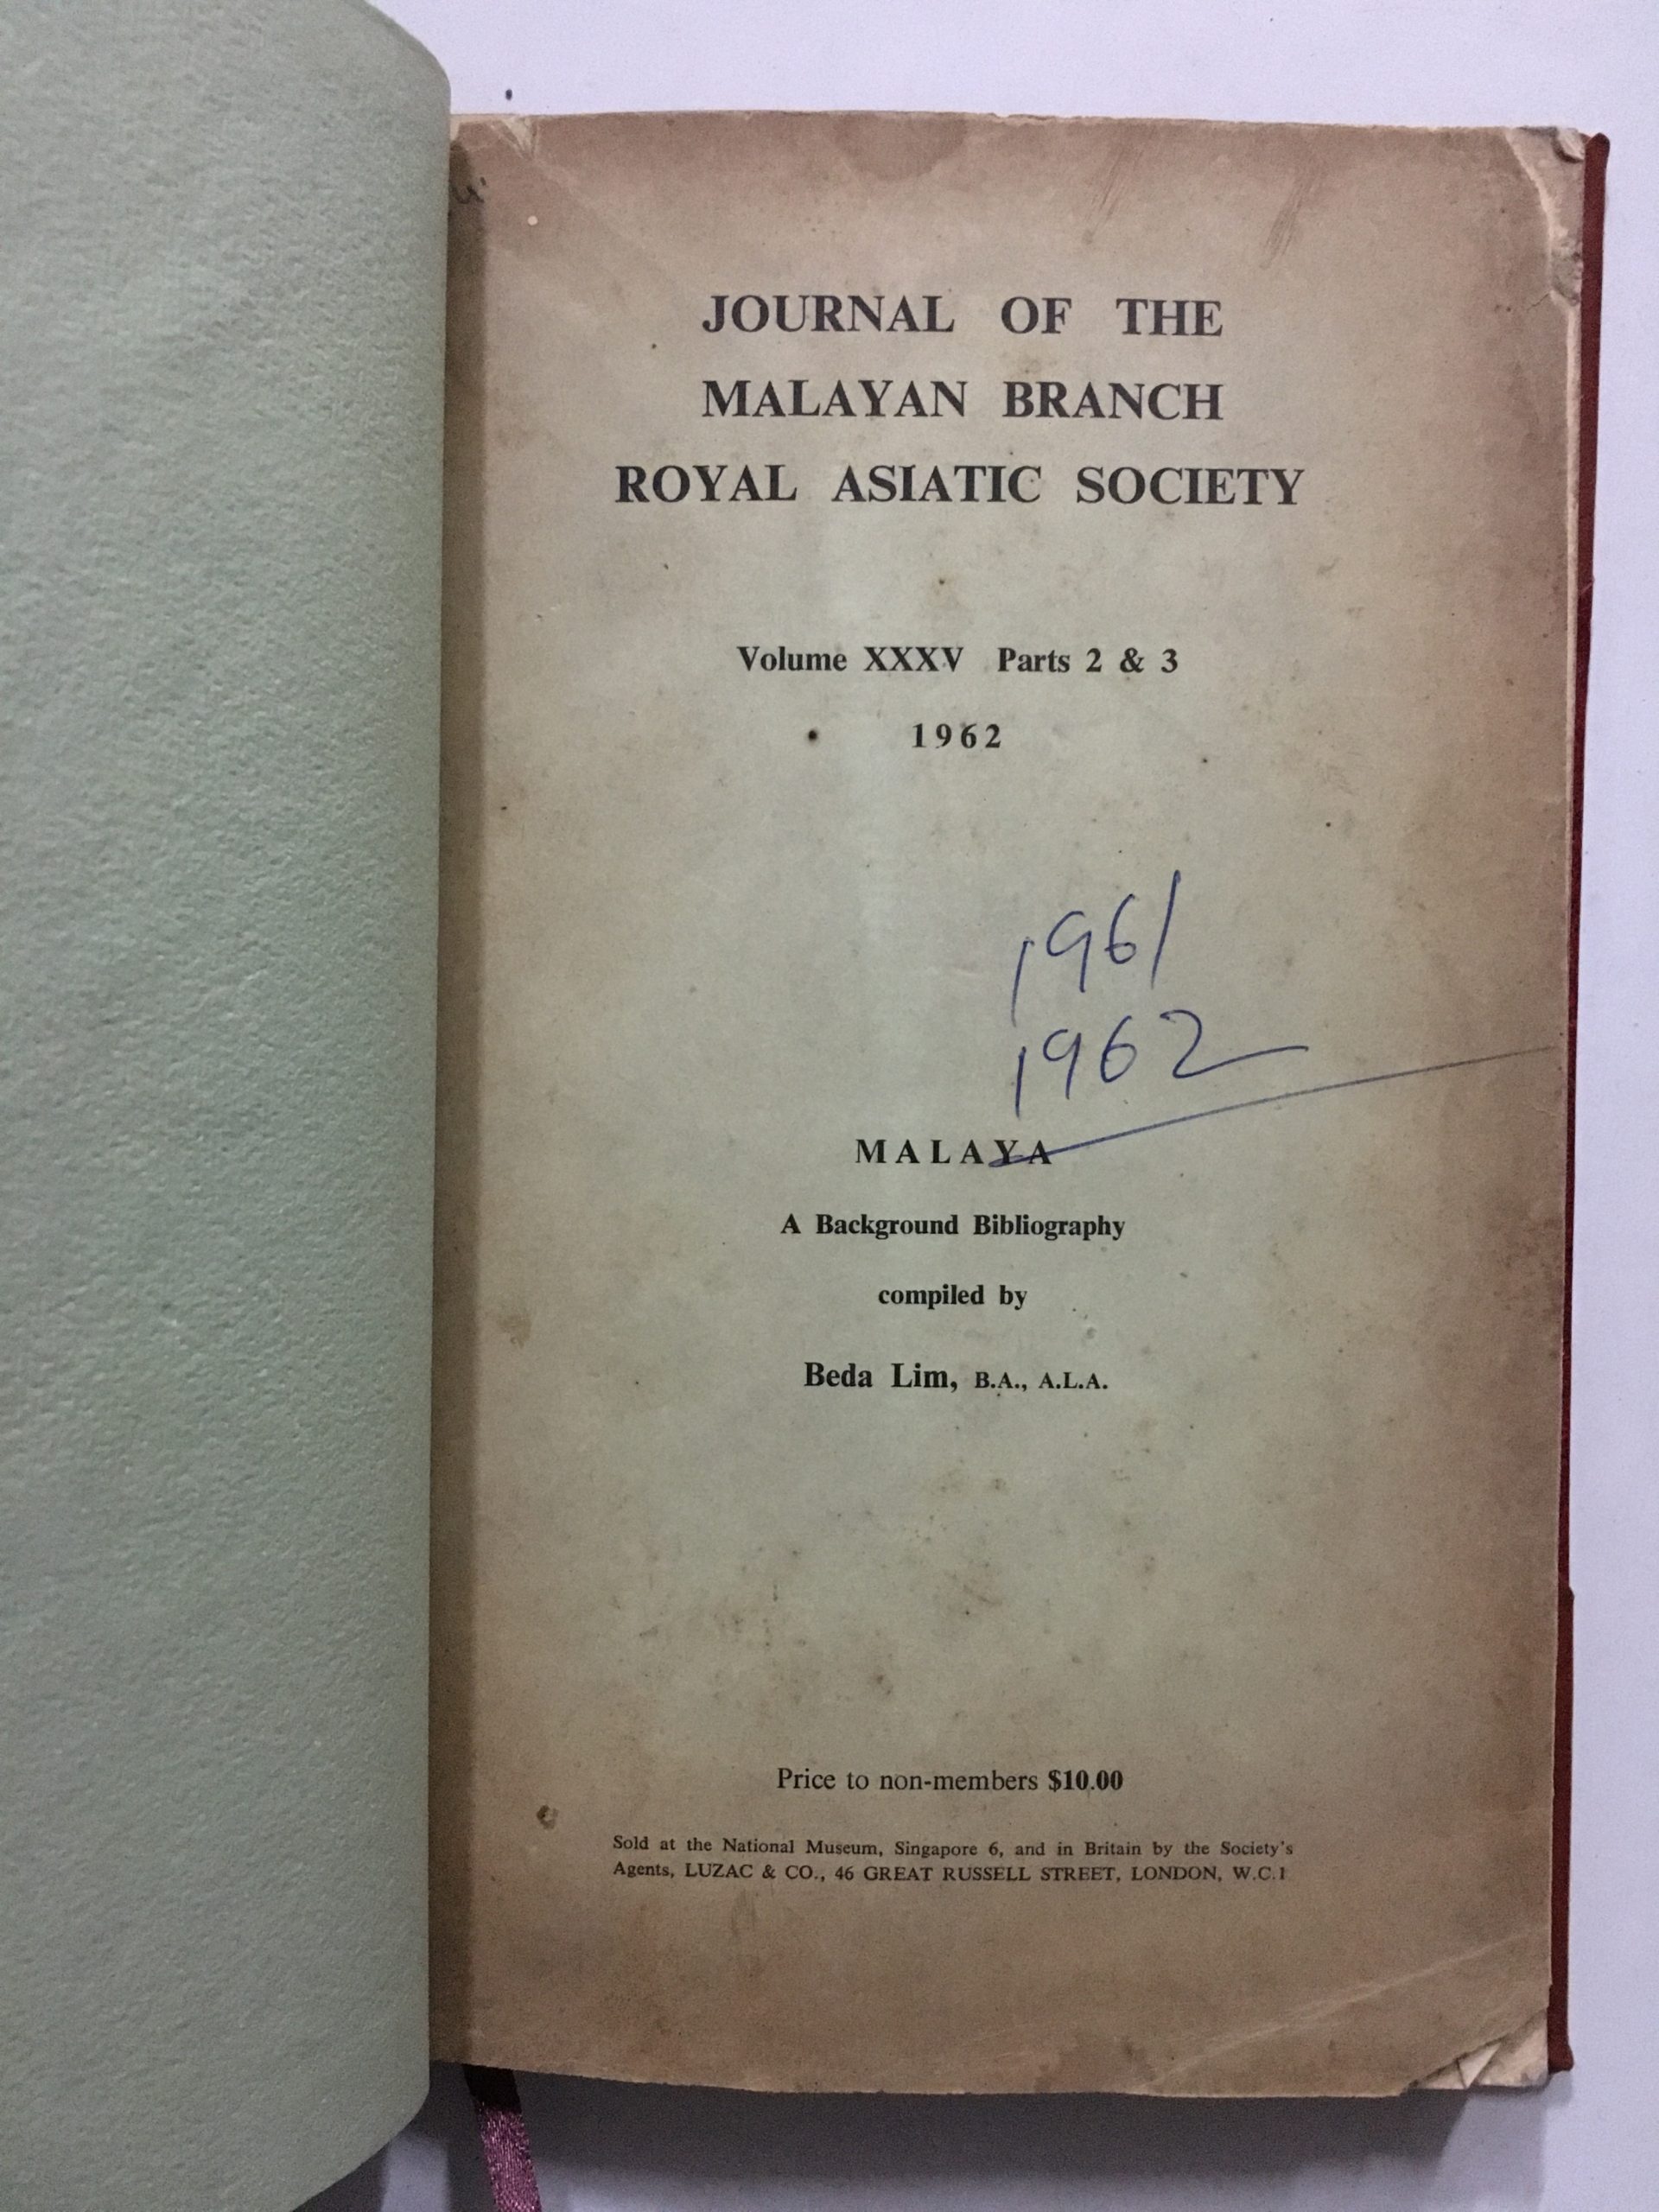 JOURNAL OF THE
MALAYAN BRANCH
ROYAL ASIATIC SOCIETY
Volume XXXV Parts 2 & 3
1962
1961
1962
MALAYA
A Background Bibliography
compiled by
Beda Lim, B.A., A.L.A.
Price to non-members $10.00
Sold at the National Museum, Singapore 6, and in Britain by the Society's
Agents, LUZAC & CO., 46 GREAT RUSSELL STREET, LONDON, W.C.1